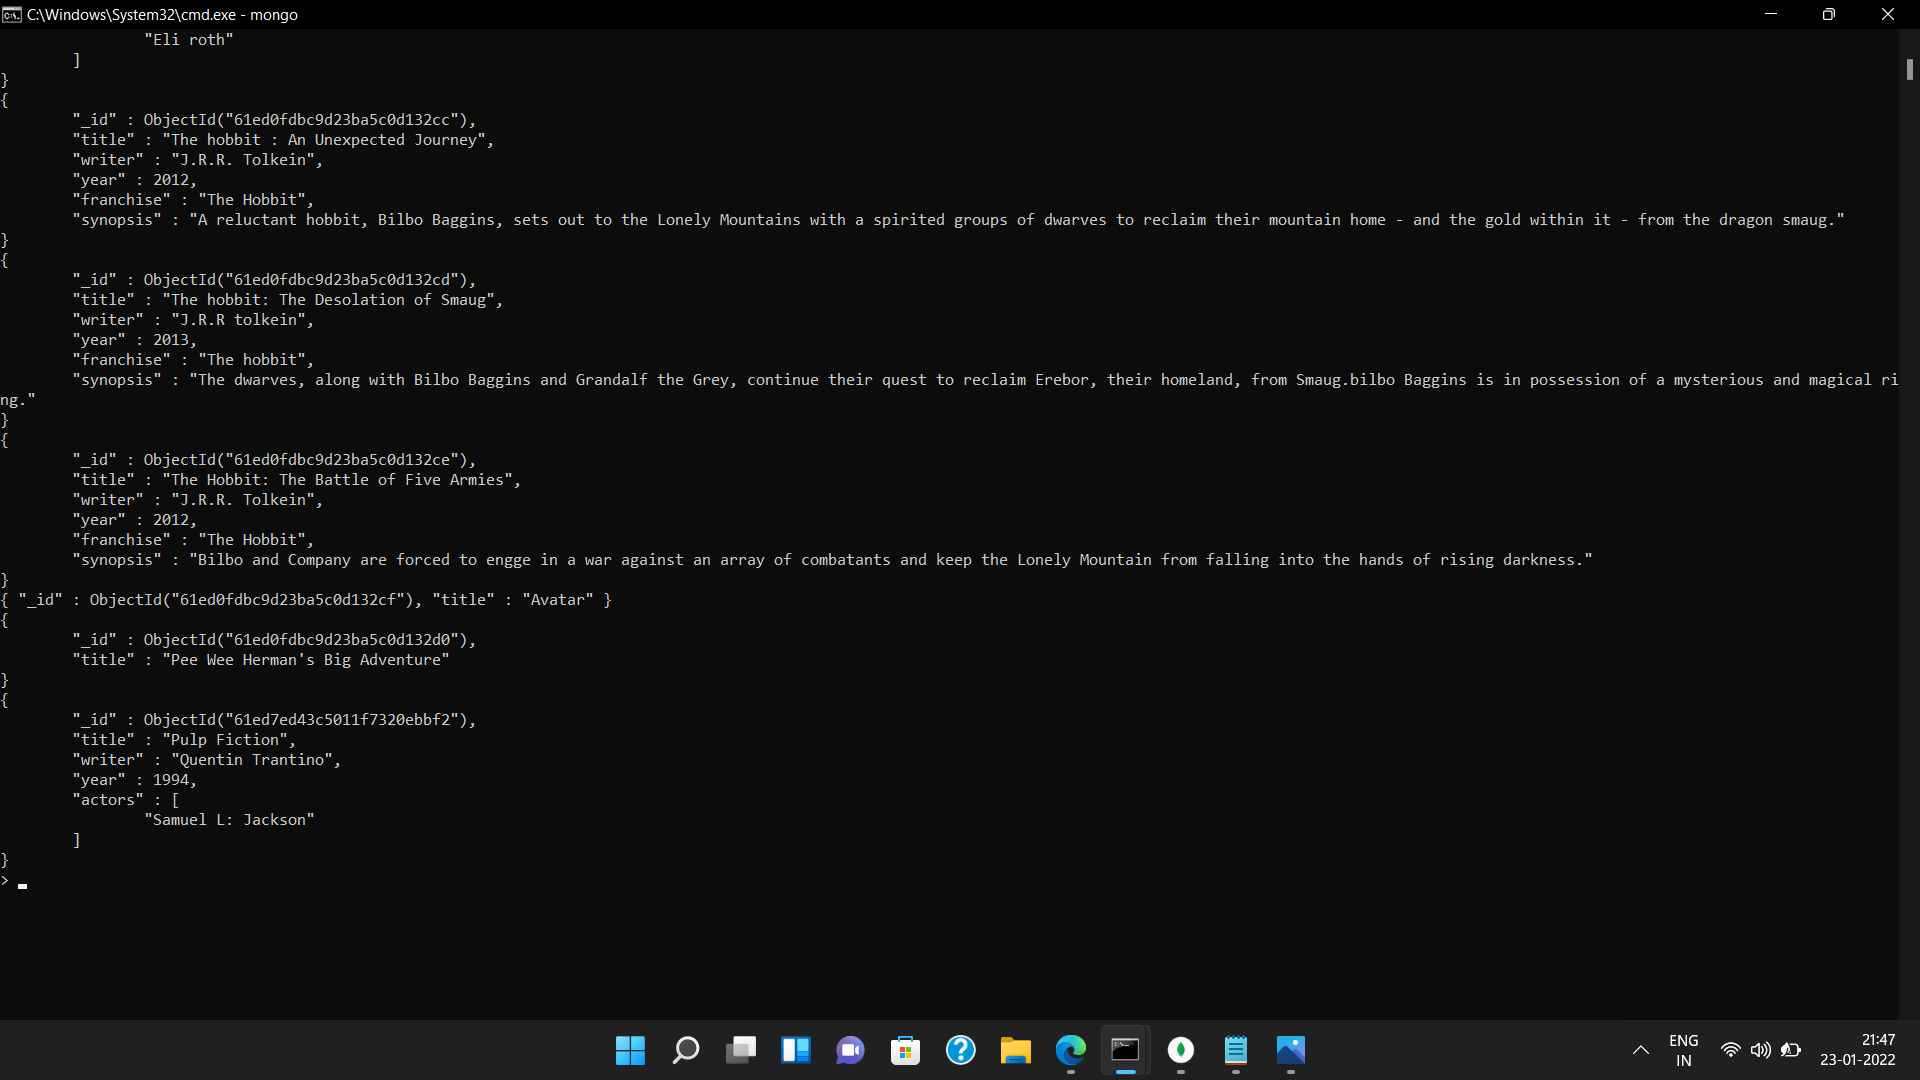 C:\Windows\System32\cmd.exe - mongo
"Eli roth"
]
}
{
"_id" : ObjectId("61ed0fdbc9d23ba5c0d132cc"),
"title" : "The hobbit : An Unexpected Journey",
"writer" : "J.R.R. Tolkein",
"year" : 2012,
"franchise" : "The Hobbit",
"synopsis" : "A reluctant hobbit, Bilbo Baggins, sets out to the Lonely Mountains with a spirited groups of dwarves to reclaim their mountain home - and the gold within it - from the dragon smaug."
}
{
"_id" : ObjectId("61ed0fdbc9d23ba5c0d132cd"),
"title" : "The hobbit: The Desolation of Smaug",
"writer" : "J.R.R tolkein",
"year" : 2013,
"franchise" : "The hobbit",
"synopsis" : "The dwarves, along with Bilbo Baggins and Grandalf the Grey, continue their quest to reclaim Erebor, their homeland, from Smaug.bilbo Baggins is in possession of a mysterious and magical ri
ng."
}
{
"_id" : ObjectId("61ed0fdbc9d23ba5c0d132ce"),
"title" : "The Hobbit: The Battle of Five Armies",
"writer" : "J.R.R. Tolkein",
"year" : 2012,
"franchise" : "The Hobbit",
"synopsis" : "Bilbo and Company are forced to engge in a war against an array of combatants and keep the Lonely Mountain from falling into the hands of rising darkness."
}
{ "_id" : ObjectId("61ed0fdbc9d23ba5c0d132cf"), "title" : "Avatar" }
{
"_id" : ObjectId("61ed0fdbc9d23ba5c0d132d0"),
"title" : "Pee Wee Herman's Big Adventure"
}
{
"_id" : ObjectId("61ed7ed43c5011f7320ebbf2"),
"title" : "Pulp Fiction",
"writer" : "Quentin Trantino",
"year" : 1994,
"actors" : [
"Samuel L: Jackson"
]
}
>
ENG
IN
21:47
23-01-2022